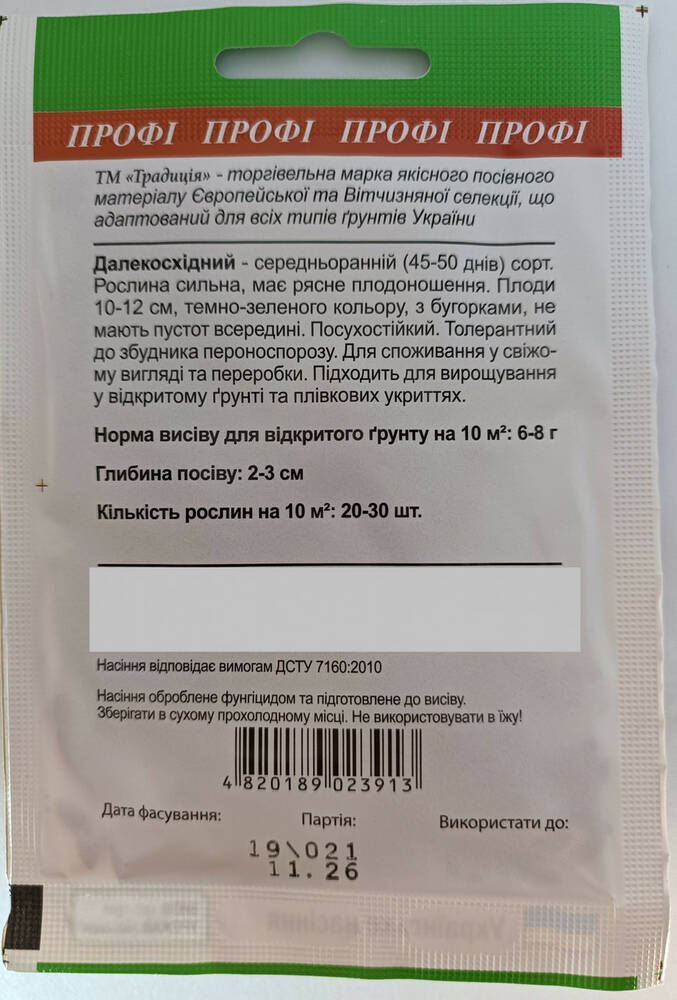 ПРОФІ ПРОФІ ПРОФІ ПРОФІ
ТМ «Традиція» - торгівельна марка якісного посівного
матеріалу Європейської та Вітчизняної селекції, що
адаптований для всіх типів ґрунтів України
Далекосхідний - середньоранній (45-50 днів) сорт.
Рослина сильна, має рясне плодоношення. Плоди
10-12 см, темно-зеленого кольору, з бугорками, не
мають пустот всередині. Посухостійкий. Толерантний
до збудника пероноспорозу. Для споживання у свіжо-
му вигляді та переробки. Підходить для вирощування
у відкритому ґрунті та плівкових укриттях.
Норма висіву для відкритого ґрунту на 10 м²: 6-8 г
Глибина посіву: 2-3 см
Кількість рослин на 10 м²: 20-30 шт.
Насіння відповідає вимогам ДСТУ 7160:2010
Насіння оброблене фунгіцидом та підготовлене до висіву.
Зберігати в сухому прохолодному місці. Не використовувати в їжу!
4 820189 023913
Дата фасування: Партія: Використати до:
19\021
11.26